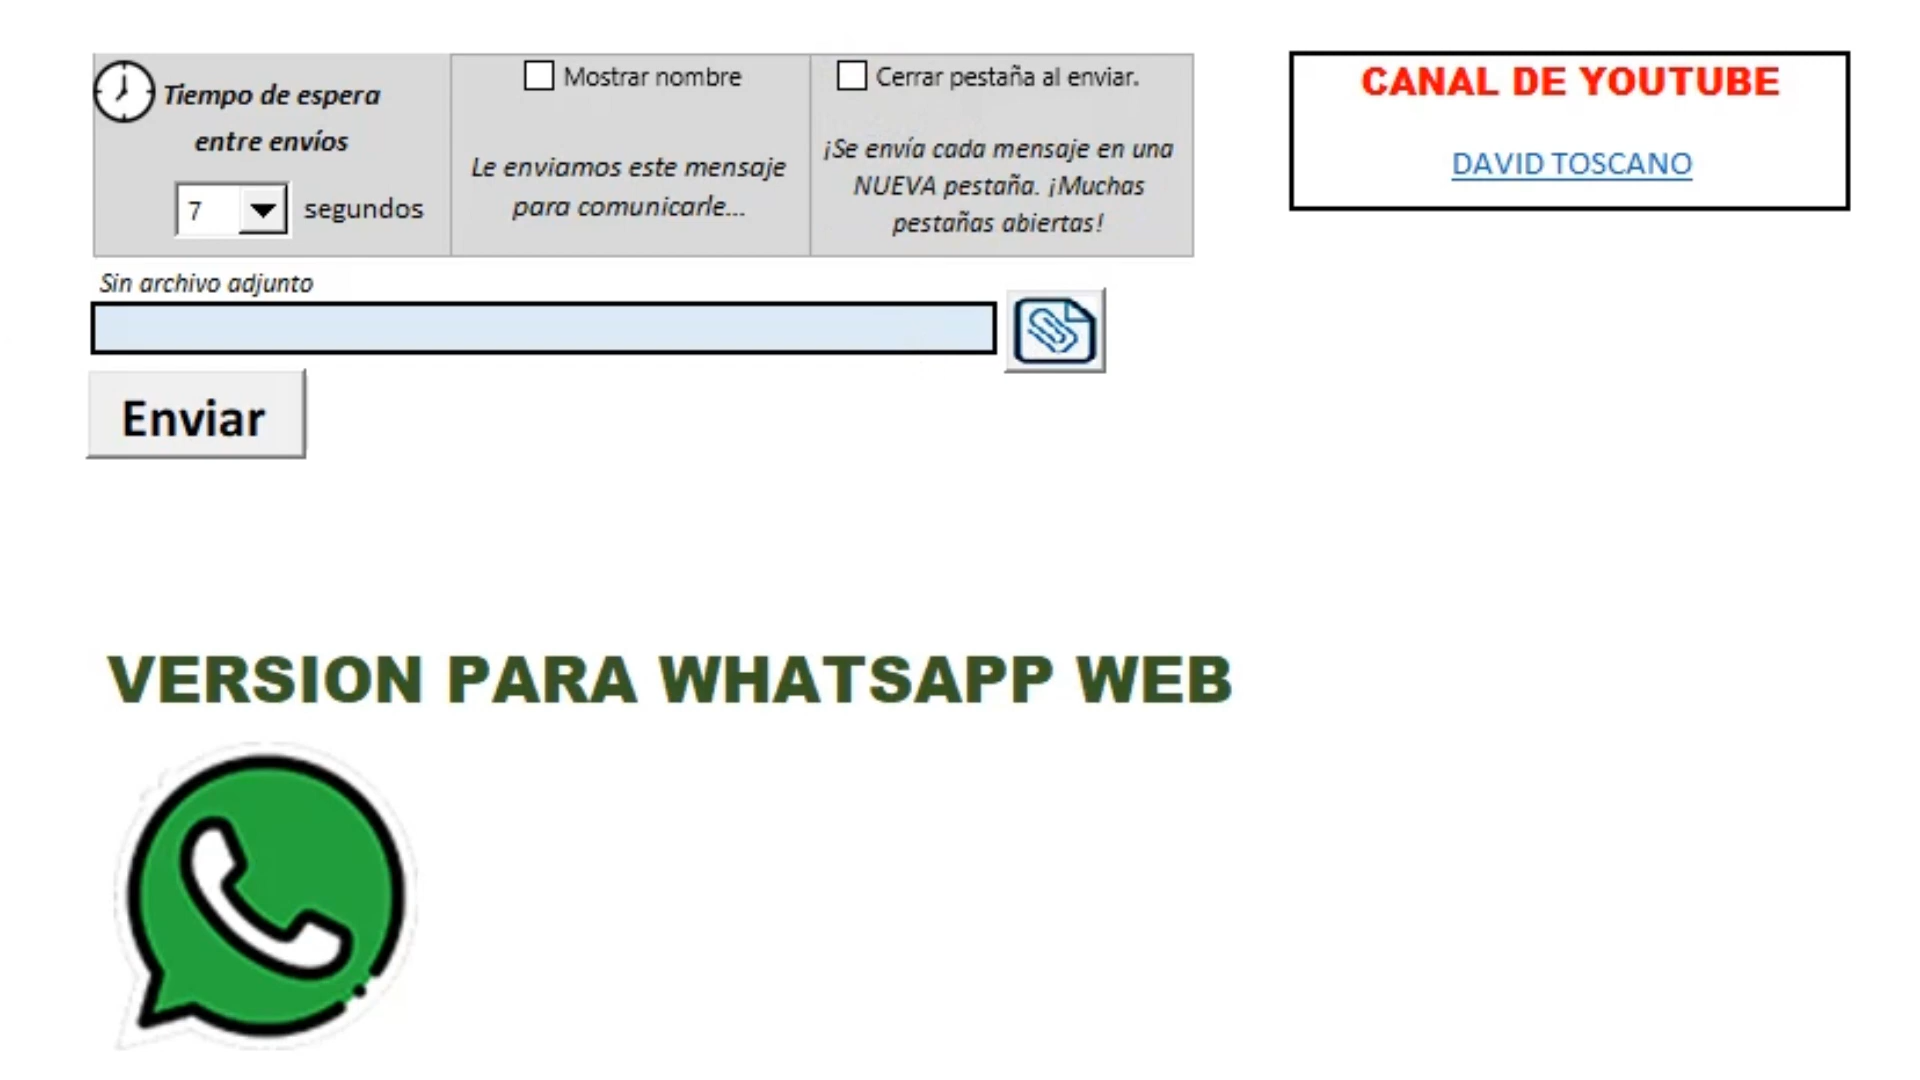 Tiempo de espera
entre envíos
7 segundos
Mostrar nombre
Le enviamos este mensaje
para comunicarle...
Cerrar pestaña al enviar.
¡Se envía cada mensaje en una
NUEVA pestaña. ¡Muchas
pestañas abiertas!
CANAL DE YOUTUBE
DAVID TOSCANO
Sin archivo adjunto
Enviar
VERSION PARA WHATSAPP WEB